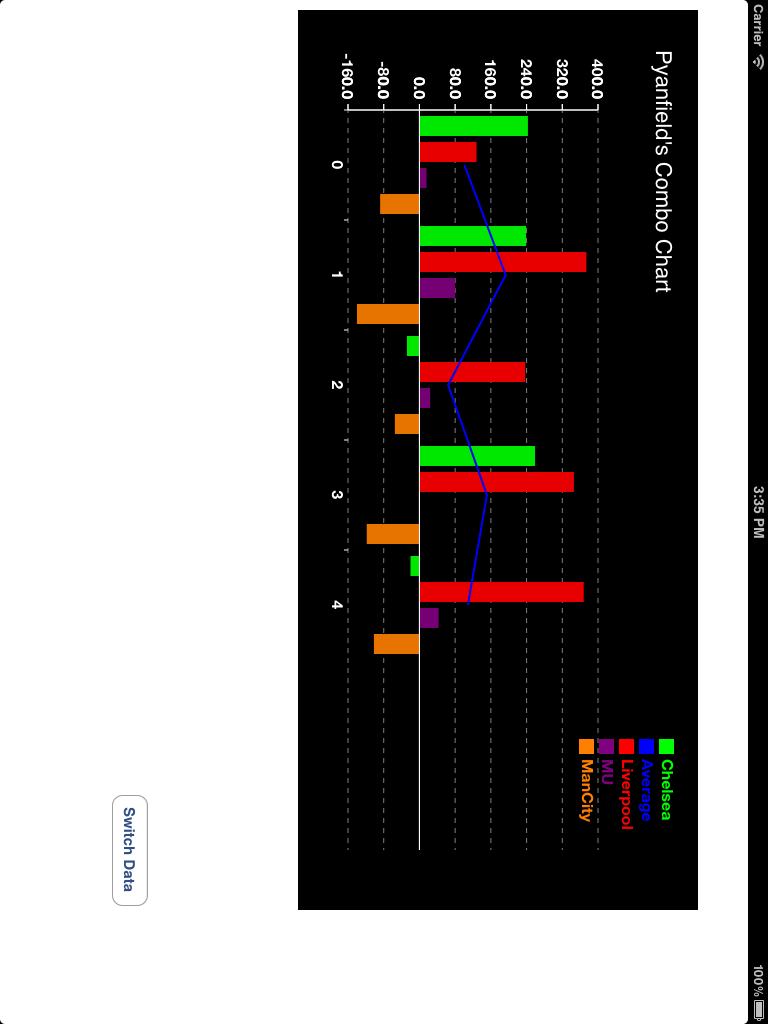 Carrier 3:35 PM 100%
Pyanfield's Combo Chart
400.0
320.0
240.0
160.0
80.0
0.0
-80.0
-160.0
0 1 2 3 4
Chelsea
Average
Liverpool
MU
ManCity
Switch Data